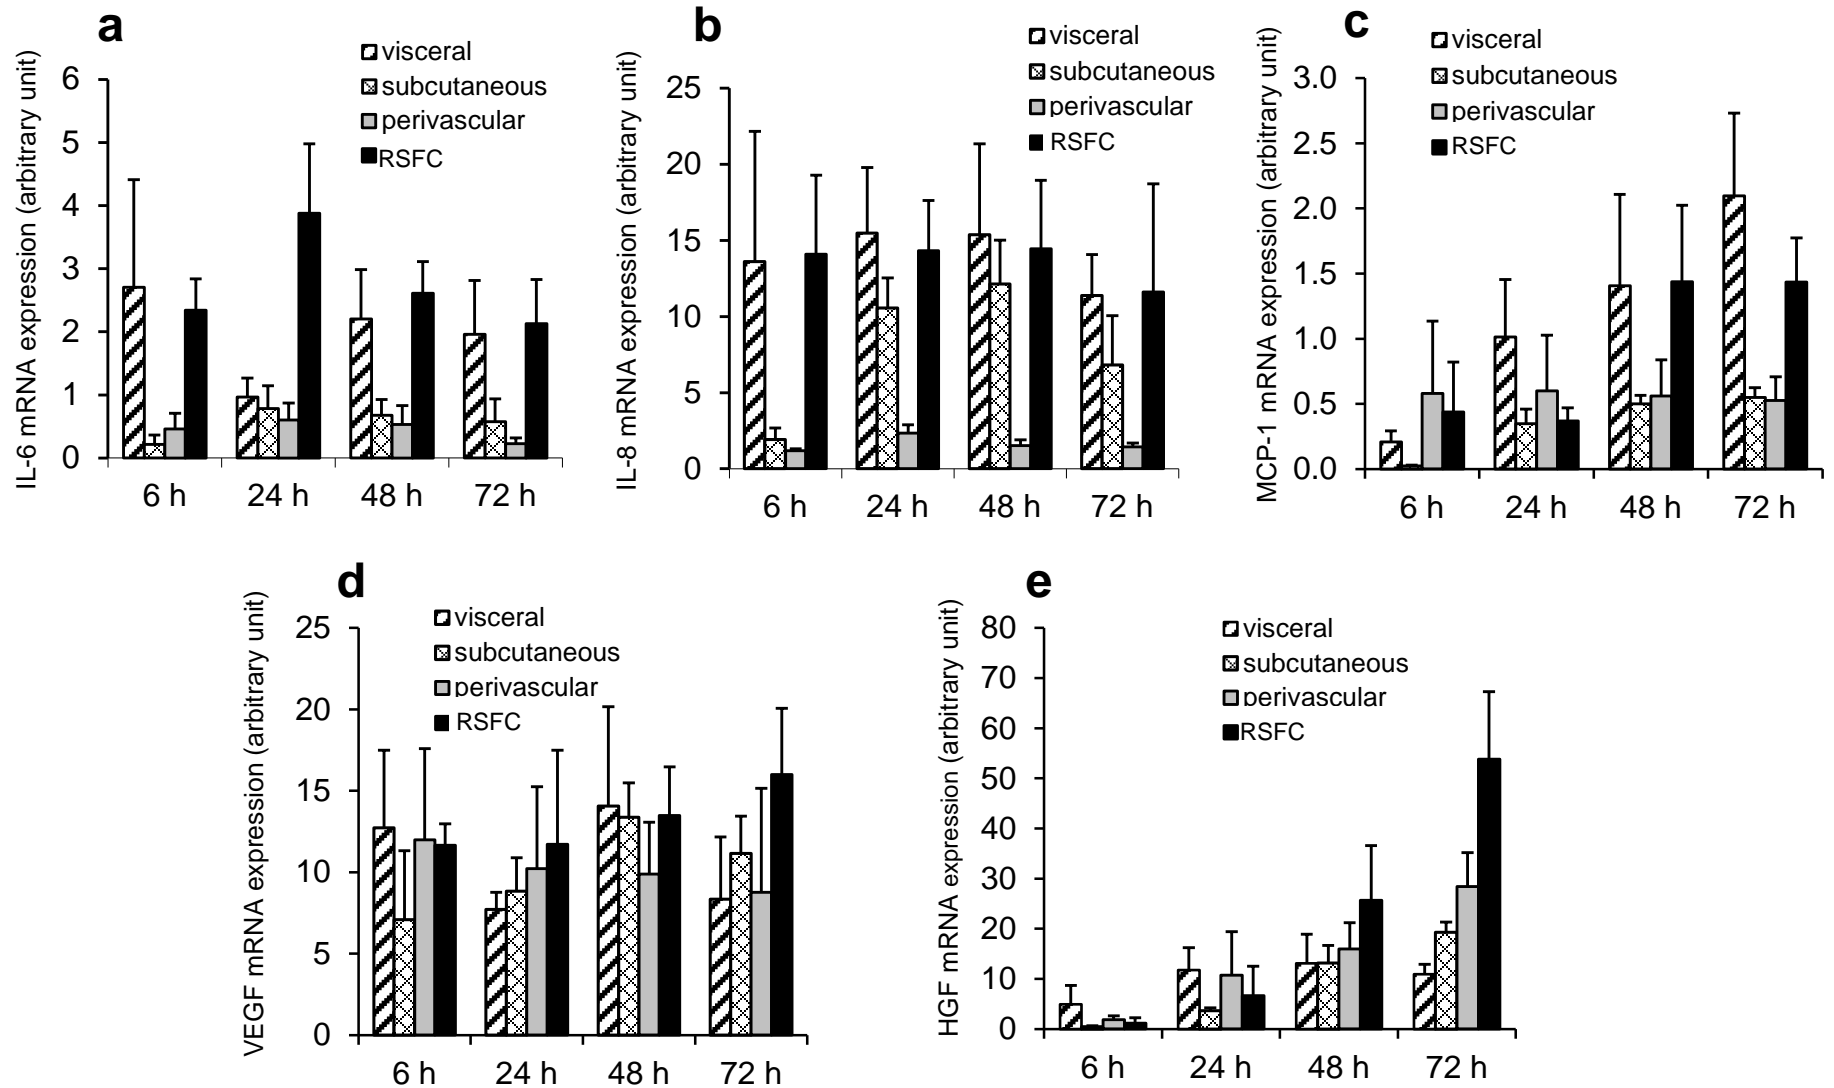 a
IL-6 mRNA expression (arbitrary unit)
visceral
subcutaneous
perivascular
RSFC
6
5
4
3
2
1
0
6 h
24 h
48 h
72 h
b
IL-8 mRNA expression (arbitrary unit)
visceral
subcutaneous
perivascular
RSFC
25
20
15
10
5
0
6 h
24 h
48 h
72 h
c
MCP-1 mRNA expression (arbitrary unit)
visceral
subcutaneous
perivascular
RSFC
3.0
2.5
2.0
1.5
1.0
0.5
0.0
6 h
24 h
48 h
72 h
d
VEGF mRNA expression (arbitrary unit)
visceral
subcutaneous
perivascular
RSFC
25
20
15
10
5
0
6 h
24 h
48 h
72 h
e
HGF mRNA expression (arbitrary unit)
visceral
subcutaneous
perivascular
RSFC
80
70
60
50
40
30
20
10
0
6 h
24 h
48 h
72 h